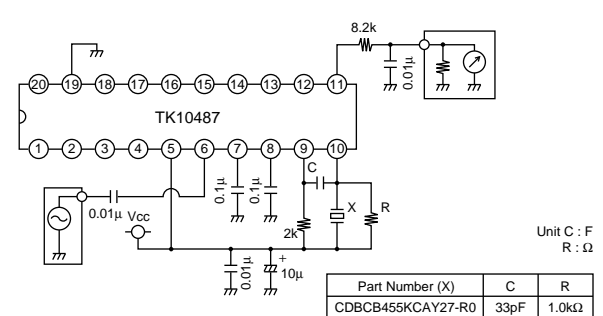 8.2k
0.01μ
20 19 18 17 16 15 14 13 12 11
TK10487
1 2 3 4 5 6 7 8 9 10
0.01μ
Vcc
0.1μ
0.1μ
C
2k
X
R
0.01μ
+
10μ
Unit C : F
R : Ω
Part Number (X) C R
CDBCB455KCAY27-R0 33pF 1.0kΩ